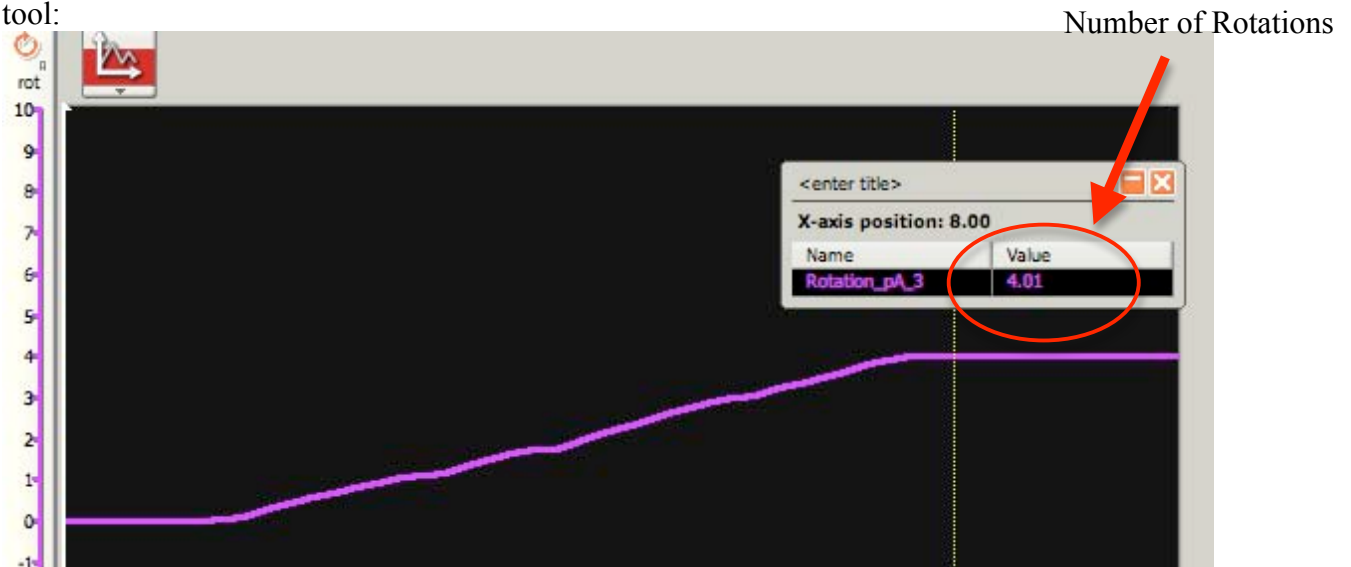 tool:
Number of Rotations
A
rot
10
9
8
7
6
5
4
3
2
1
0
-1
<enter title>
X-axis position: 8.00
Name Value
Rotation_pA_3 4.01